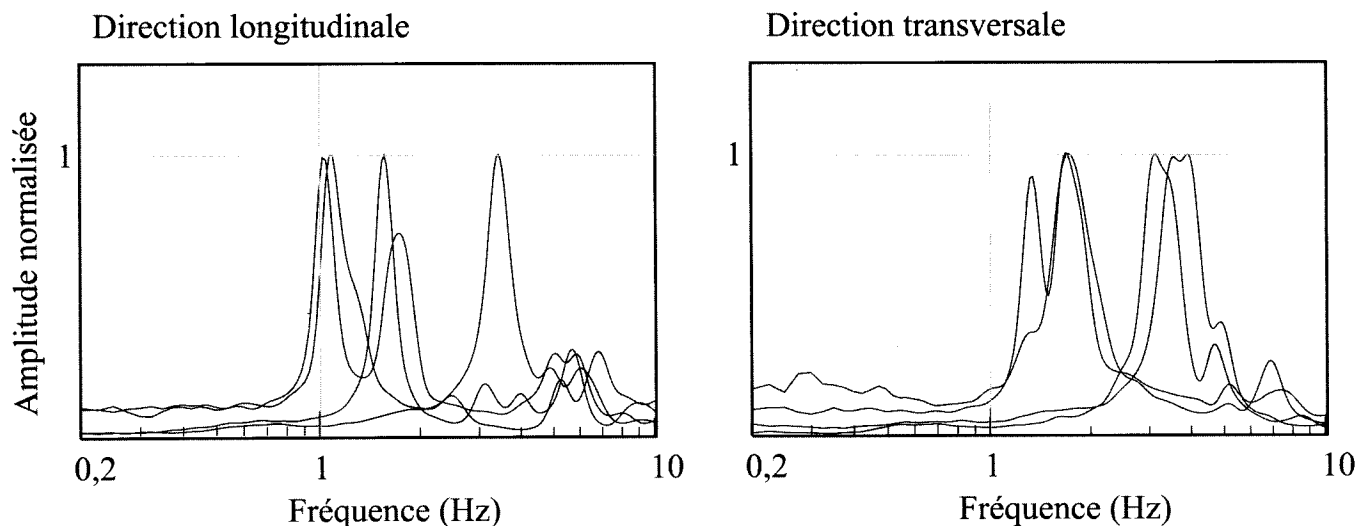 Direction longitudinale
Amplitude normalisée
1
0,2
1
10
Fréquence (Hz)
Direction transversale
1
0,2
1
10
Fréquence (Hz)